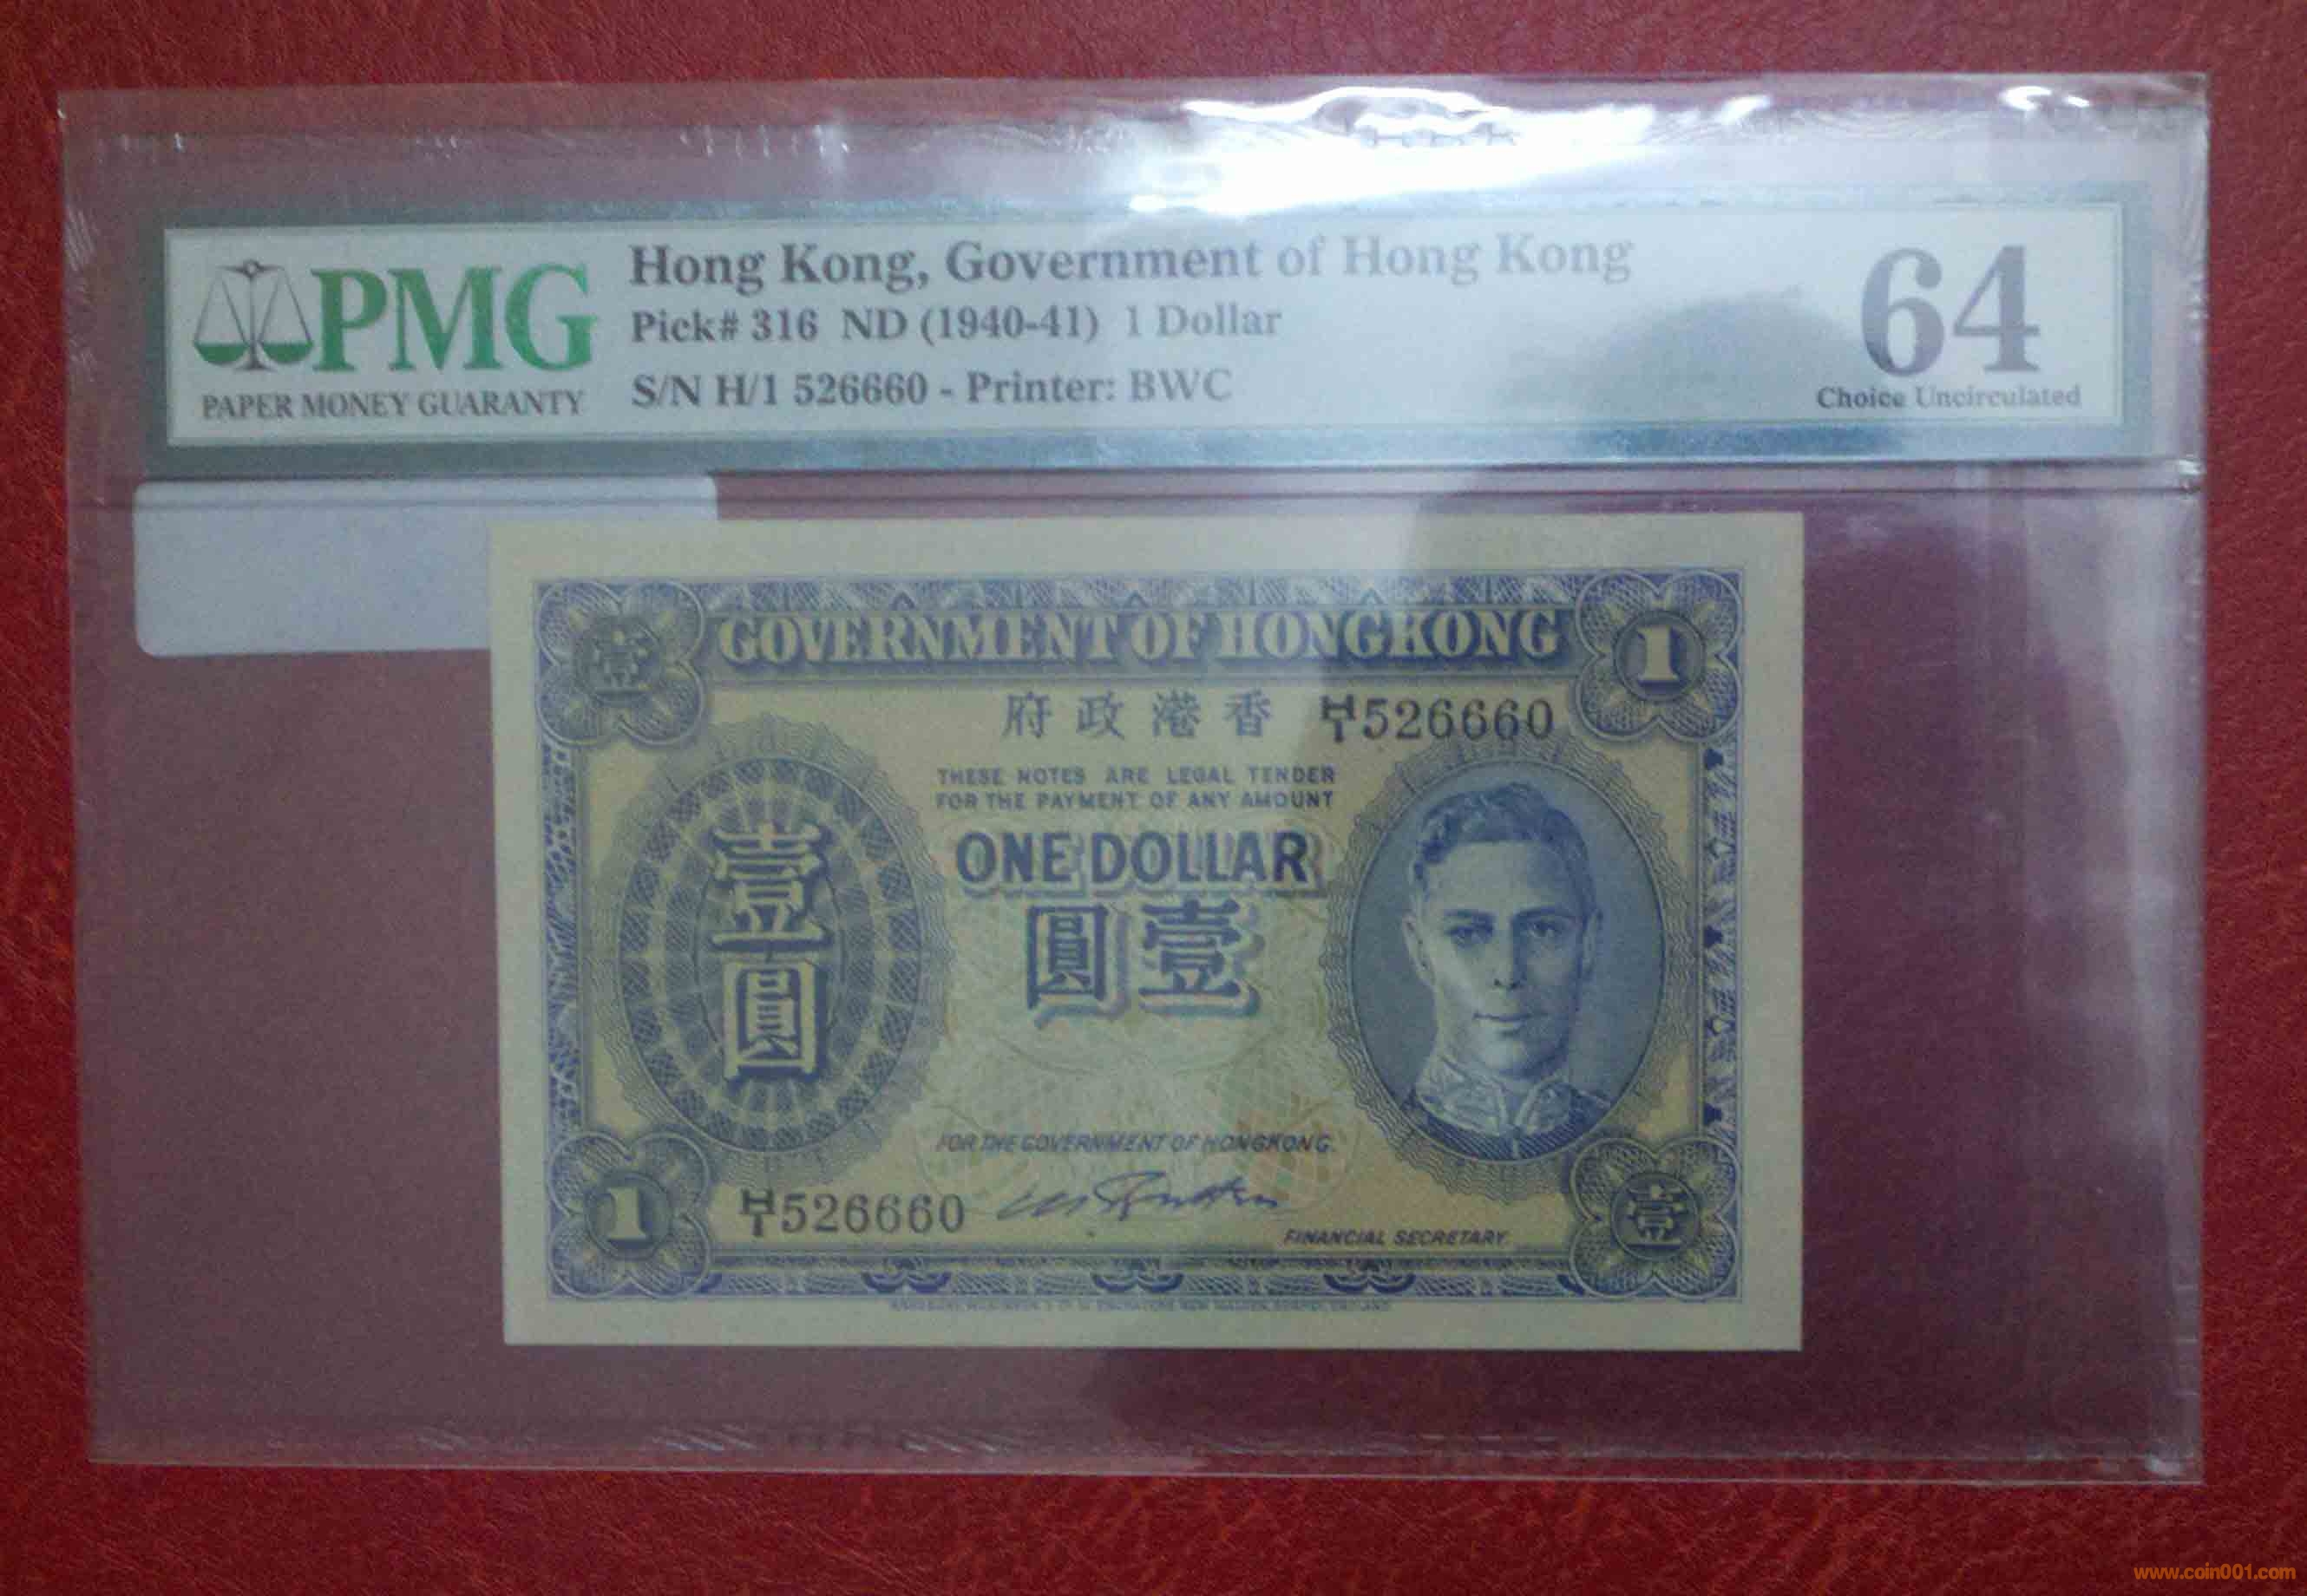 PMG
PAPER MONEY GUARANTY
Hong Kong, Government of Hong Kong
Pick# 316 ND (1940-41) 1 Dollar
S/N H/1 526660 - Printer: BWC
64
Choice Uncirculated
壹
GOVERNMENT OF HONGKONG
1
府政港香
H/1 526660
THESE NOTES ARE LEGAL TENDER
FOR THE PAYMENT OF ANY AMOUNT
ONE DOLLAR
圓壹
壹
圓
FOR THE GOVERNMENT OF HONGKONG.
1
H/1 526660
FINANCIAL SECRETARY.
壹
www.coin001.com